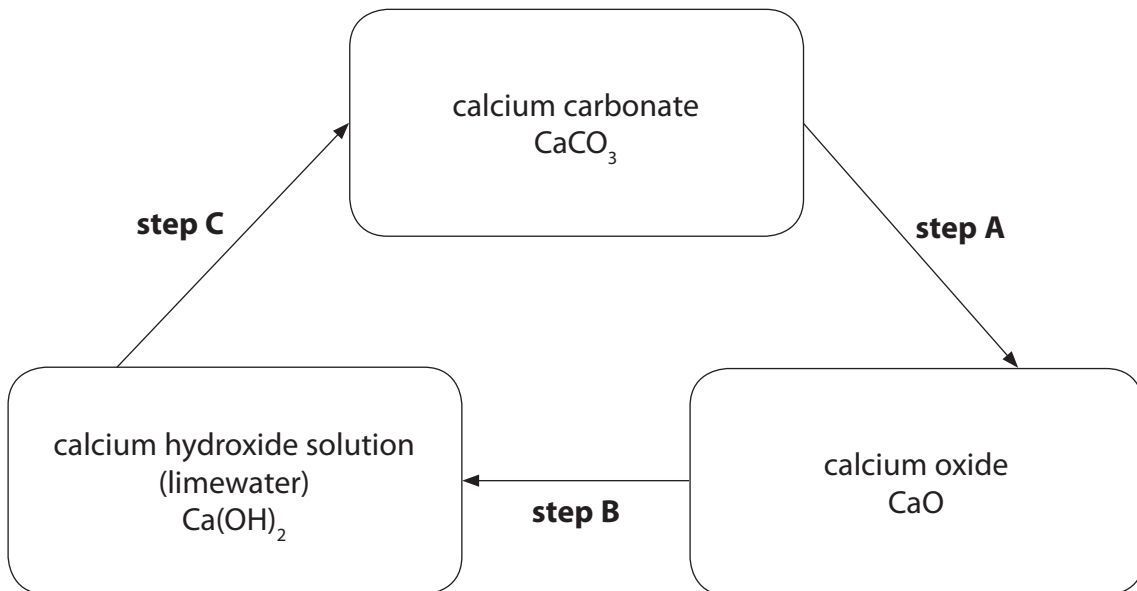 calcium carbonate
CaCO₃
step C
step A
calcium hydroxide solution
(limewater)
Ca(OH)₂
step B
calcium oxide
CaO